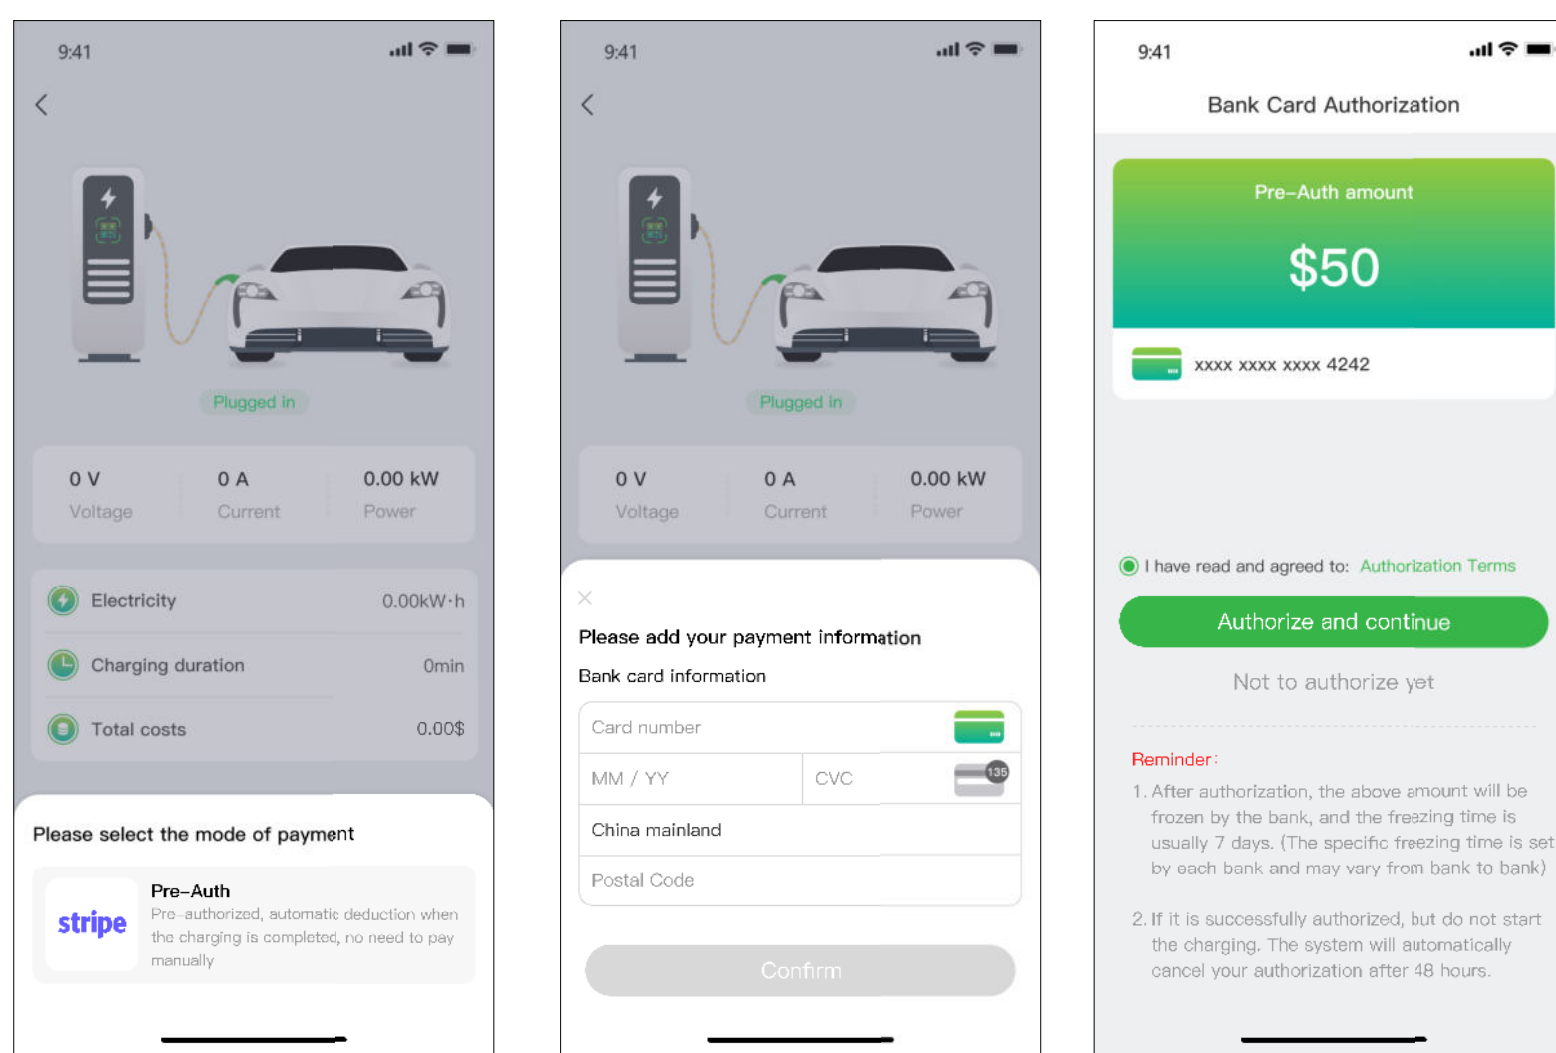 9:41
Plugged in
0 V
0 A
0.00 kW
Voltage
Current
Power
Electricity
0.00kW·h
Charging duration
0min
Total costs
0.00$
Please select the mode of payment
stripe
Pre-Auth
Pre-authorized, automatic deduction when
the charging is completed, no need to pay
manually
9:41
Plugged in
0 V
0 A
0.00 kW
Voltage
Current
Power
Please add your payment information
Bank card information
Card number
MM / YY
CVC
135
China mainland
Postal Code
Confirm
9:41
Bank Card Authorization
Pre-Auth amount
$50
xxxx xxxx xxxx 4242
I have read and agreed to: Authorization Terms
Authorize and continue
Not to authorize yet
Reminder:
1. After authorization, the above amount will be
frozen by the bank, and the freezing time is
usually 7 days. (The specific freezing time is set
by each bank and may vary from bank to bank)
2. If it is successfully authorized, but do not start
the charging. The system will automatically
cancel your authorization after 48 hours.